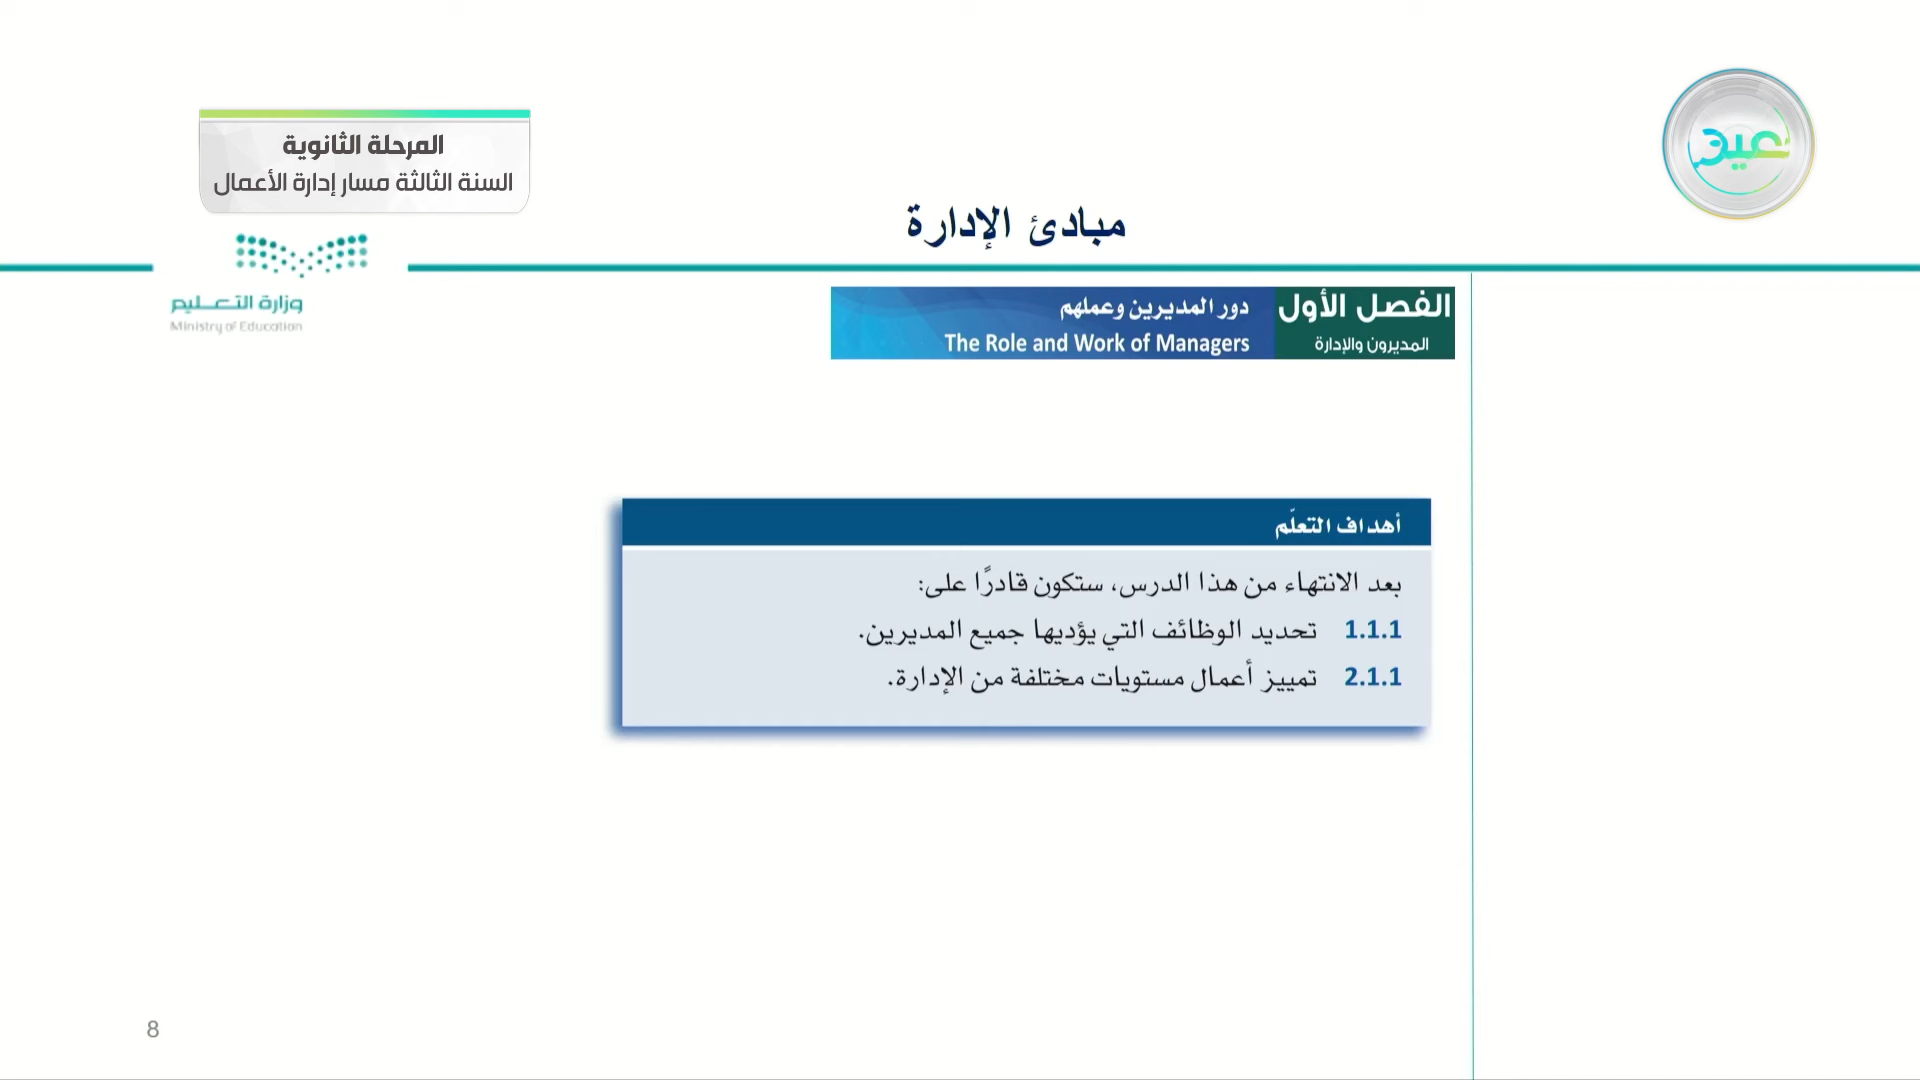 المرحلة الثانوية
السنة الثالثة مسار إدارة الأعمال
عين
مبادئ الإدارة
وزارة التعليم
Ministry of Education
الفصل الأول
المديرون والإدارة
دور المديرين وعملهم
The Role and Work of Managers
أهداف التعلّم
بعد الانتهاء من هذا الدرس، ستكون قادرًا على:
1.1.1 تحديد الوظائف التي يؤديها جميع المديرين.
2.1.1 تمييز أعمال مستويات مختلفة من الإدارة.
8